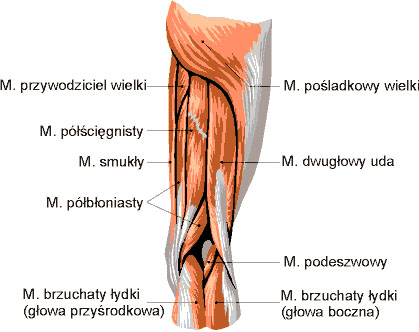 M. przywodziciel wielki
M. pośladkowy wielki
M. półścięgnisty
M. smukły
M. dwugłowy uda
M. półbłoniasty
M. podeszwowy
M. brzuchaty łydki
(głowa przyśrodkowa)
M. brzuchaty łydki
(głowa boczna)